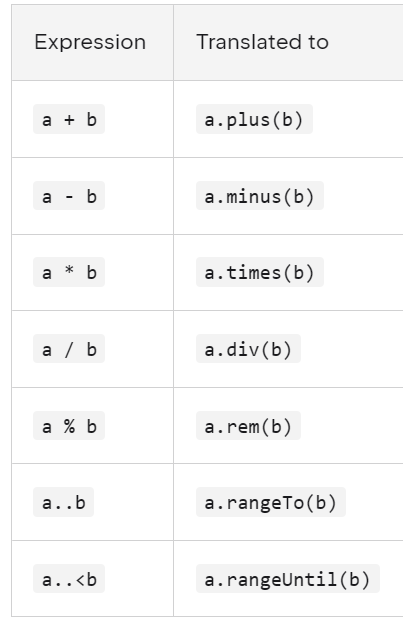 Expression Translated to
a + b a.plus(b)
a - b a.minus(b)
a * b a.times(b)
a / b a.div(b)
a % b a.rem(b)
a..b a.rangeTo(b)
a..<b a.rangeUntil(b)